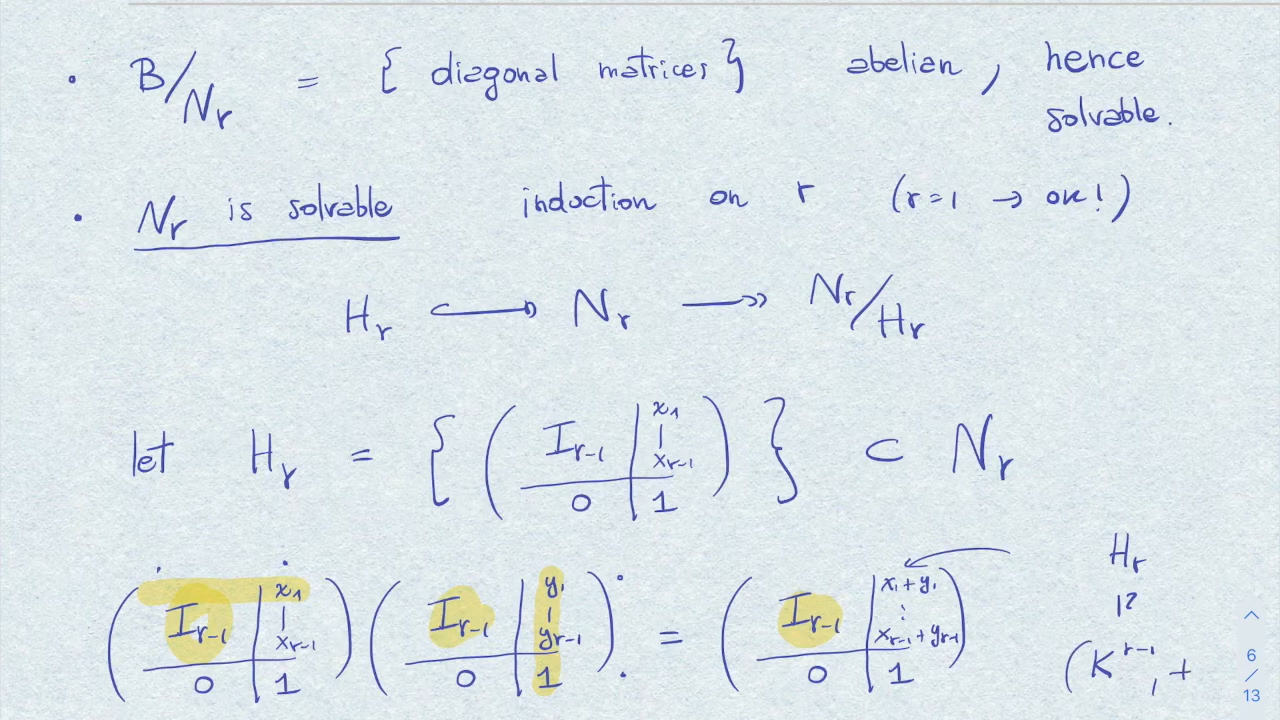 • B/N_r = { diagonal matrices } abelian, hence
solvable.
• N_r is solvable induction on r (r=1 → ok!)
H_r ↪ N_r ↠ N_r/H_r
let H_r = { ( I_{r-1} | x_1 | x_{r-1} ) } ⊂ N_r
0 | 1
( I_{r-1} | x_1 | x_{r-1} ) ( I_{r-1} | y_1 | y_{r-1} ) = ( I_{r-1} | x_1+y_1 ⋮ x_{r-1}+y_{r-1} )
0 | 1 0 | 1 0 | 1
H_r
≀
(K^{r-1}, +
6
/
13